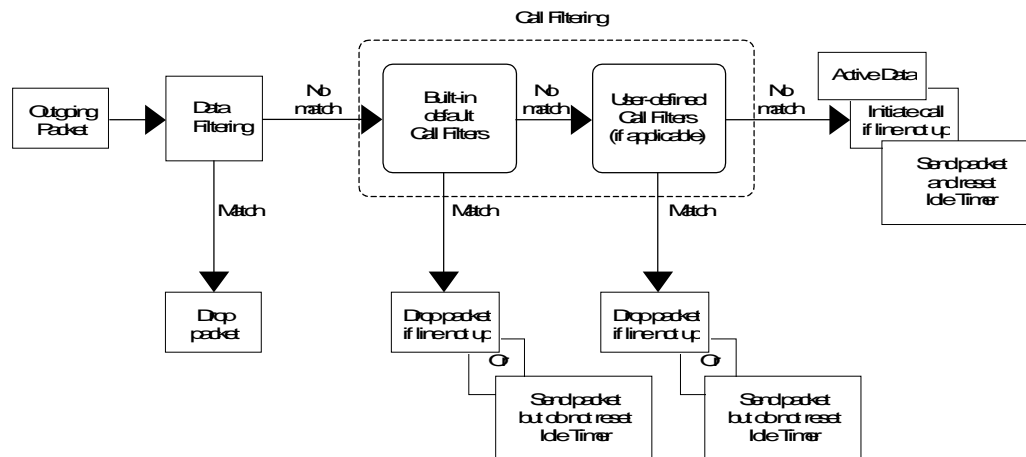 Call Filtering
Outgoing
Packet
Data
Filtering
No
match
Built-in
default
Call Filters
No
match
User-defined
Call Filters
(if applicable)
No
match
Active Data
Initiate call
if line not up
Send packet
and reset
Idle Timer
Match
Match
Match
Drop
packet
Drop packet
if line not up
Or
Send packet
but do not reset
Idle Timer
Drop packet
if line not up
Or
Send packet
but do not reset
Idle Timer